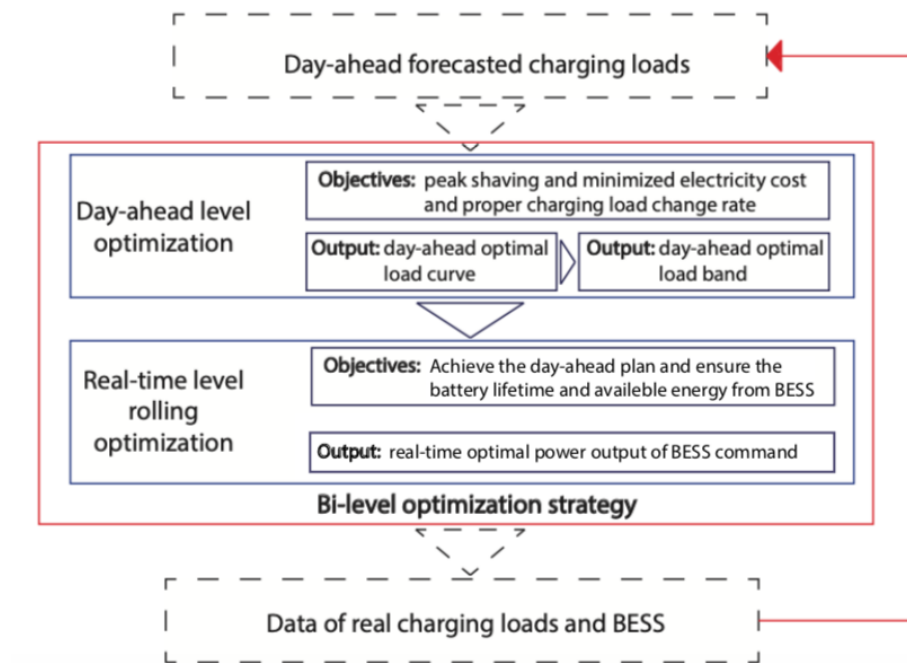 Day-ahead forecasted charging loads
Day-ahead level
optimization
Objectives: peak shaving and minimized electricity cost
and proper charging load change rate
Output: day-ahead optimal
load curve
Output: day-ahead optimal
load band
Real-time level
rolling
optimization
Objectives: Achieve the day-ahead plan and ensure the
battery lifetime and availeble energy from BESS
Output: real-time optimal power output of BESS command
Bi-level optimization strategy
Data of real charging loads and BESS